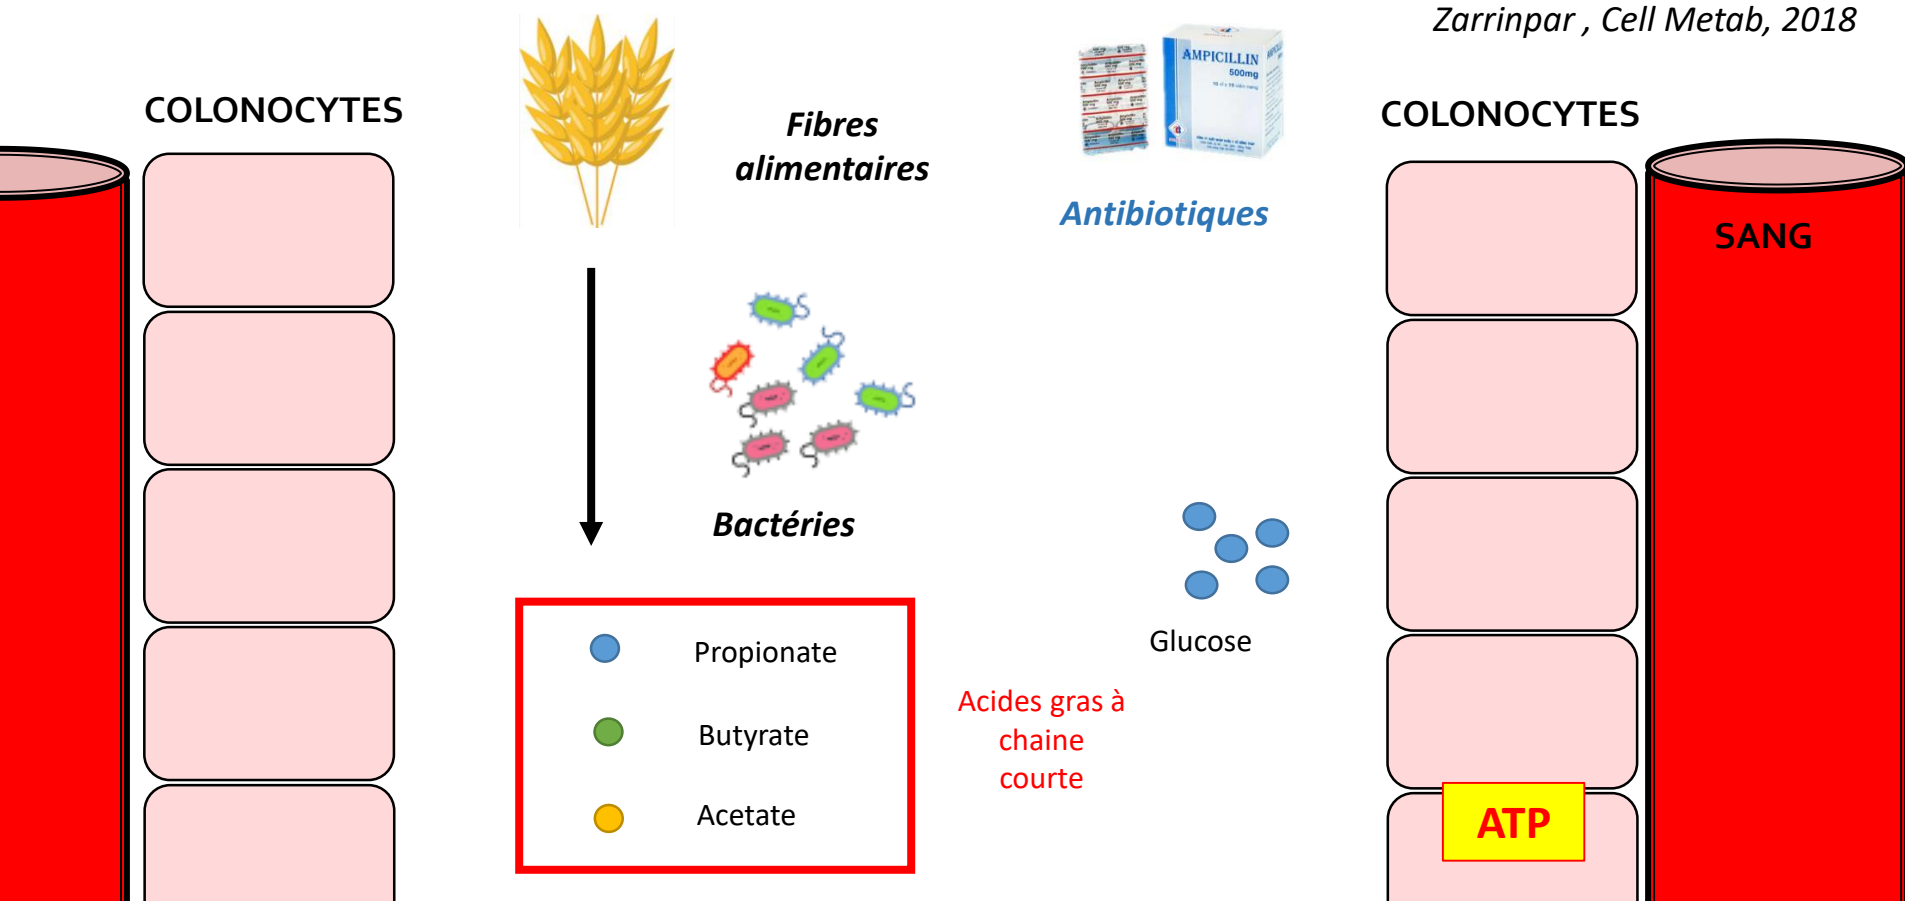 Zarrinpar , Cell Metab, 2018
COLONOCYTES
Fibres
alimentaires
AMPICILLIN
500mg
Antibiotiques
COLONOCYTES
SANG
Bactéries
Glucose
Propionate
Butyrate
Acetate
Acides gras à
chaine
courte
ATP